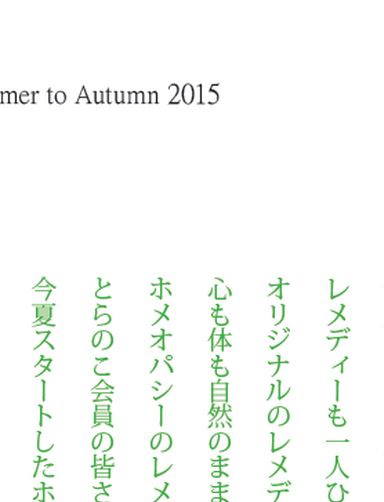 mer to Autumn 2015
レメディーも一人ひ
オリジナルのレメデ
心も体も自然のまま
ホメオパシーのレメ
とらのこ会員の皆さ
今夏スタートしたホ